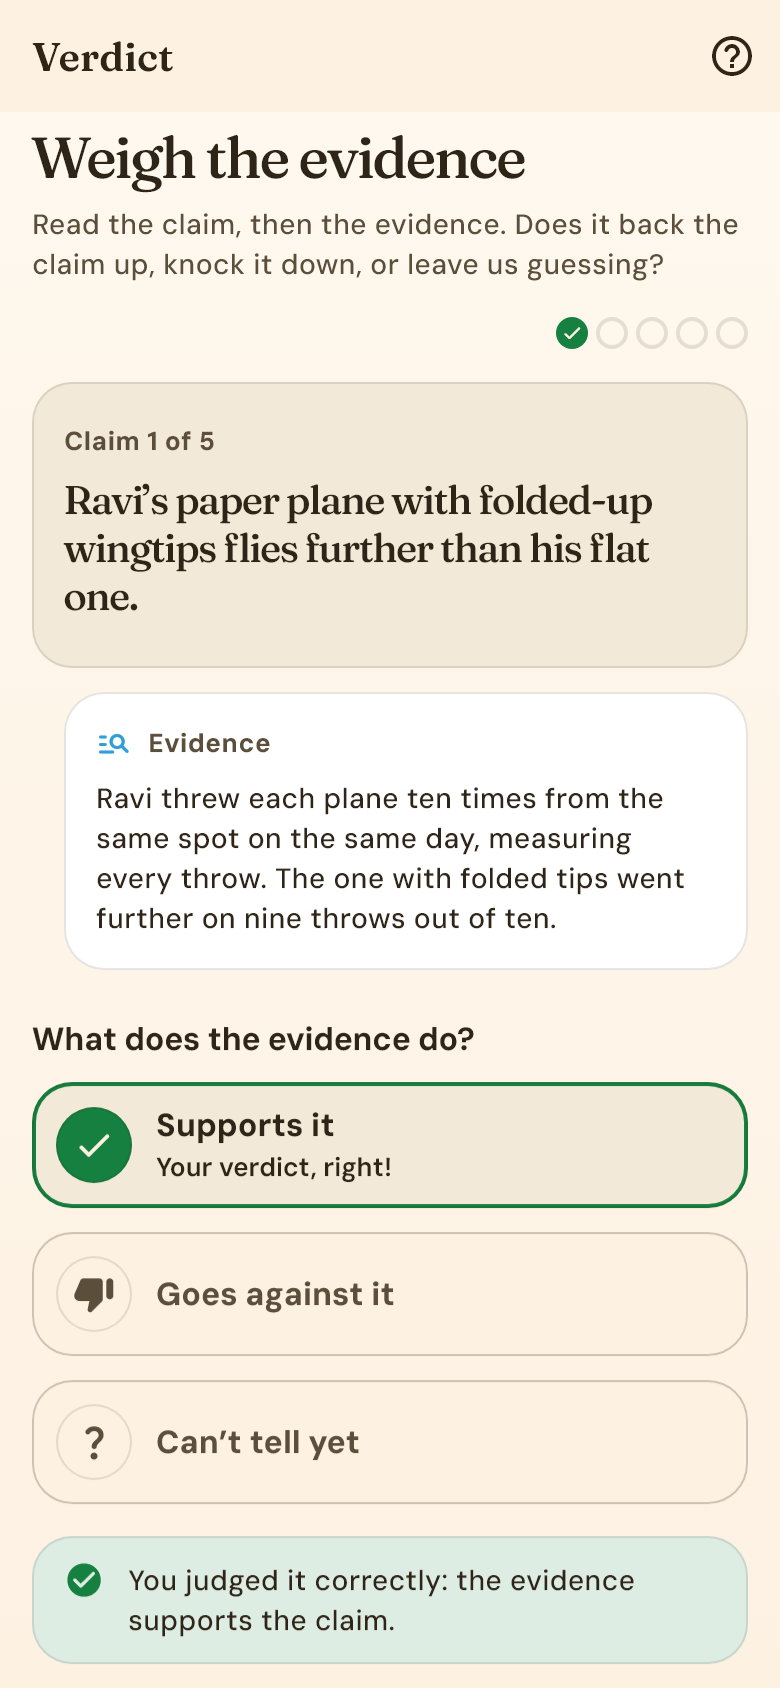 Verdict
Weigh the evidence
Read the claim, then the evidence. Does it back the
claim up, knock it down, or leave us guessing?
Claim 1 of 5
Ravi’s paper plane with folded-up
wingtips flies further than his flat
one.
Evidence
Ravi threw each plane ten times from the
same spot on the same day, measuring
every throw. The one with folded tips went
further on nine throws out of ten.
What does the evidence do?
Supports it
Your verdict, right!
Goes against it
Can’t tell yet
You judged it correctly: the evidence
supports the claim.